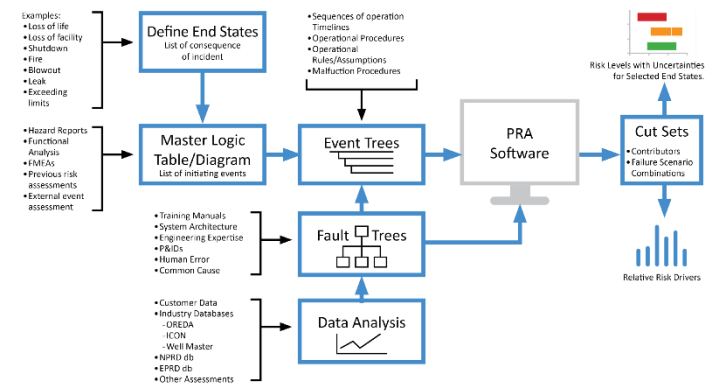 Examples:
•Loss of life
•Loss of facility
•Shutdown
•Fire
•Blowout
•Leak
•Exceeding
limits
Define End States
List of consequence
of incident
•Sequences of operation
Timelines
•Operational Procedures
•Operational
Rules/Assumptions
•Malfuction Procedures
Risk Levels with Uncertainties
for Selected End States.
•Hazard Reports
•Functional
Analysis
•FMEAs
•Previous risk
assessments
•External event
assessment
Master Logic
Table/Diagram
List of initiating events
Event Trees
PRA
Software
Cut Sets
•Contributors
•Failure Scenario
Combinations
•Training Manuals
•System Architecture
•Engineering Expertise
•P&IDs
•Human Error
•Common Cause
Fault Trees
Relative Risk Drivers
•Customer Data
•Industry Databases
-OREDA
-ICON
-Well Master
•NPRD db
•EPRD db
•Other Assessments
Data Analysis